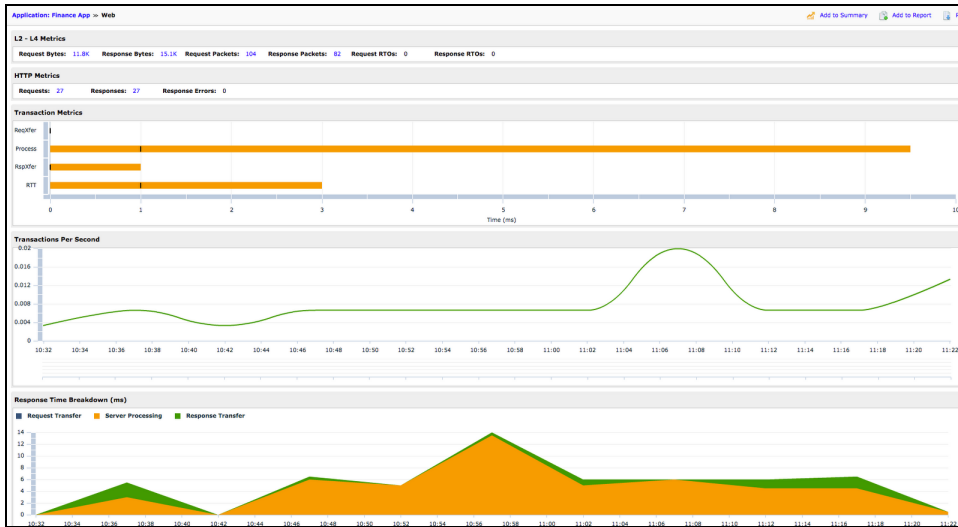 Application: Finance App » Web Add to Summary Add to Report
L2 - L4 Metrics
Request Bytes: 11.8K Response Bytes: 15.1K Request Packets: 104 Response Packets: 82 Request RTOs: 0 Response RTOs: 0
HTTP Metrics
Requests: 27 Responses: 27 Response Errors: 0
Transaction Metrics
ReqXfer
Process
RspXfer
RTT
0 1 2 3 4 5 6 7 8 9 10
Time (ms)
Transactions Per Second
0.02
0.016
0.012
0.008
0.004
0
10:32 10:34 10:36 10:38 10:40 10:42 10:44 10:46 10:48 10:50 10:52 10:54 10:56 10:58 11:00 11:02 11:04 11:06 11:08 11:10 11:12 11:14 11:16 11:18 11:20 11:22
Response Time Breakdown (ms)
Request Transfer Server Processing Response Transfer
14
12
10
8
6
4
2
0
10:32 10:34 10:36 10:38 10:40 10:42 10:44 10:46 10:48 10:50 10:52 10:54 10:56 10:58 11:00 11:02 11:04 11:06 11:08 11:10 11:12 11:14 11:16 11:18 11:20 11:22